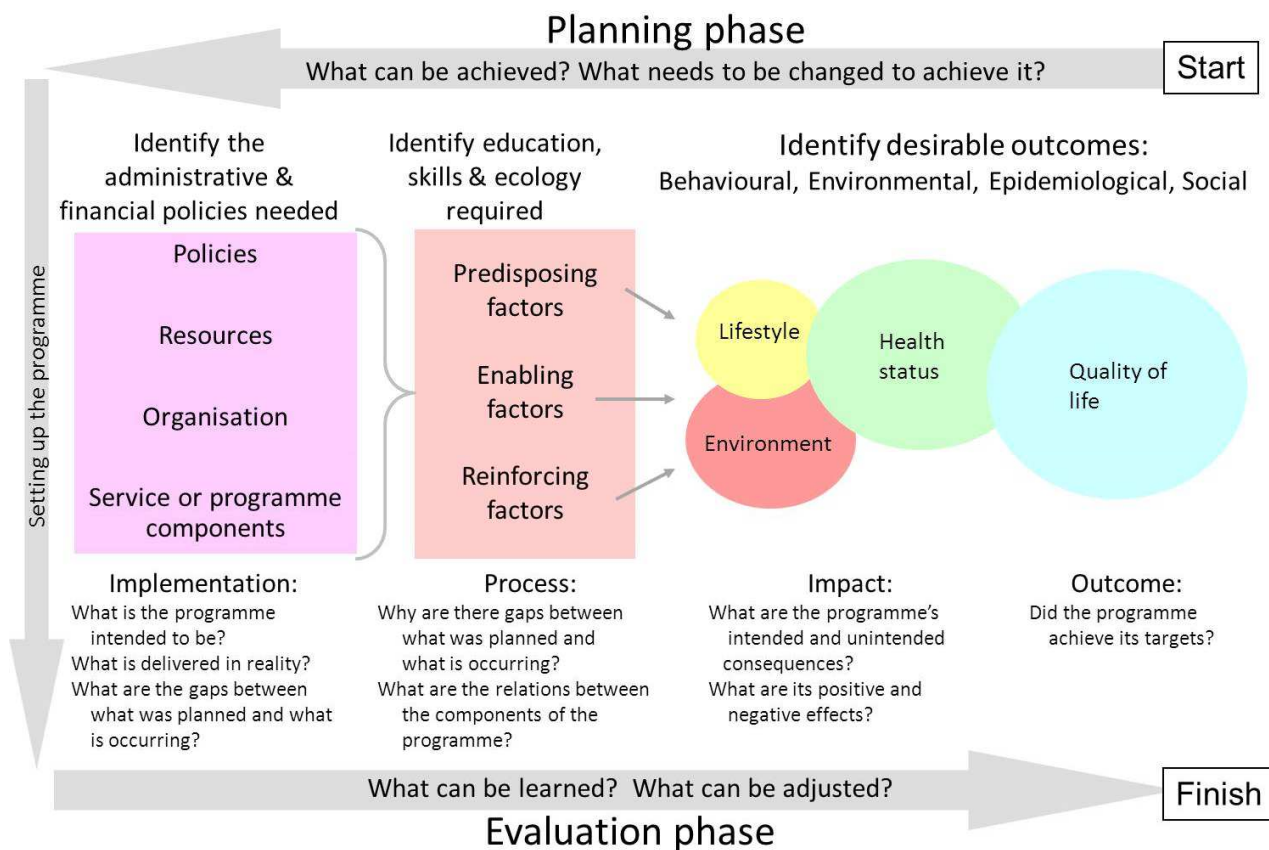 Planning phase
What can be achieved? What needs to be changed to achieve it?
Start
Setting up the programme
Identify the
administrative &
financial policies needed
Identify education,
skills & ecology
required
Identify desirable outcomes:
Behavioural, Environmental, Epidemiological, Social
Policies
Resources
Organisation
Service or programme
components
Predisposing
factors
Enabling
factors
Reinforcing
factors
Lifestyle
Environment
Health
status
Quality of
life
Implementation:
What is the programme
intended to be?
What is delivered in reality?
What are the gaps between
what was planned and what
is occurring?
Process:
Why are there gaps between
what was planned and
what is occurring?
What are the relations between
the components of the
programme?
Impact:
What are the programme’s
intended and unintended
consequences?
What are its positive and
negative effects?
Outcome:
Did the programme
achieve its targets?
What can be learned?  What can be adjusted?
Finish
Evaluation phase